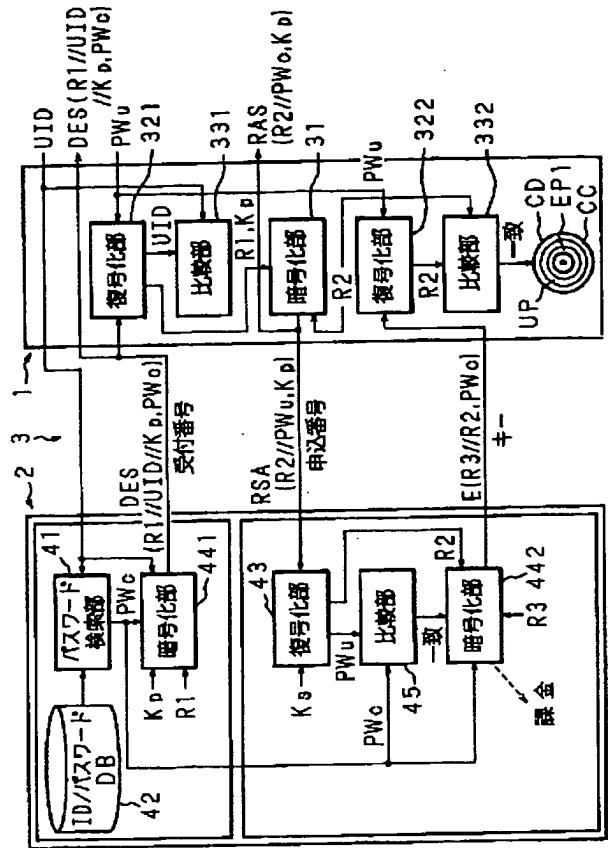 2
3
1
ID/パスワード
DB
42
パスワード
検索部
41
PWc
Kp
R1
暗号化部
441
DES
(R1//UID//Kp,PWc)
受付番号
Ks
復号化部
43
PWu
PWc
比較部
45
一致
R2
暗号化部
442
R3
課金
RSA
(R2//PWu,Kp)
申込番号
E(R3//R2,PWc)
キー
UID
DES(R1//UID
//Kp,PWc)
PWu
復号化部
321
UID
比較部
331
R1,Kp
RAS
(R2//PWc,Kp)
暗号化部
31
R2
PWu
復号化部
322
R2
比較部
332
一致
UP
CD
EP1
CC